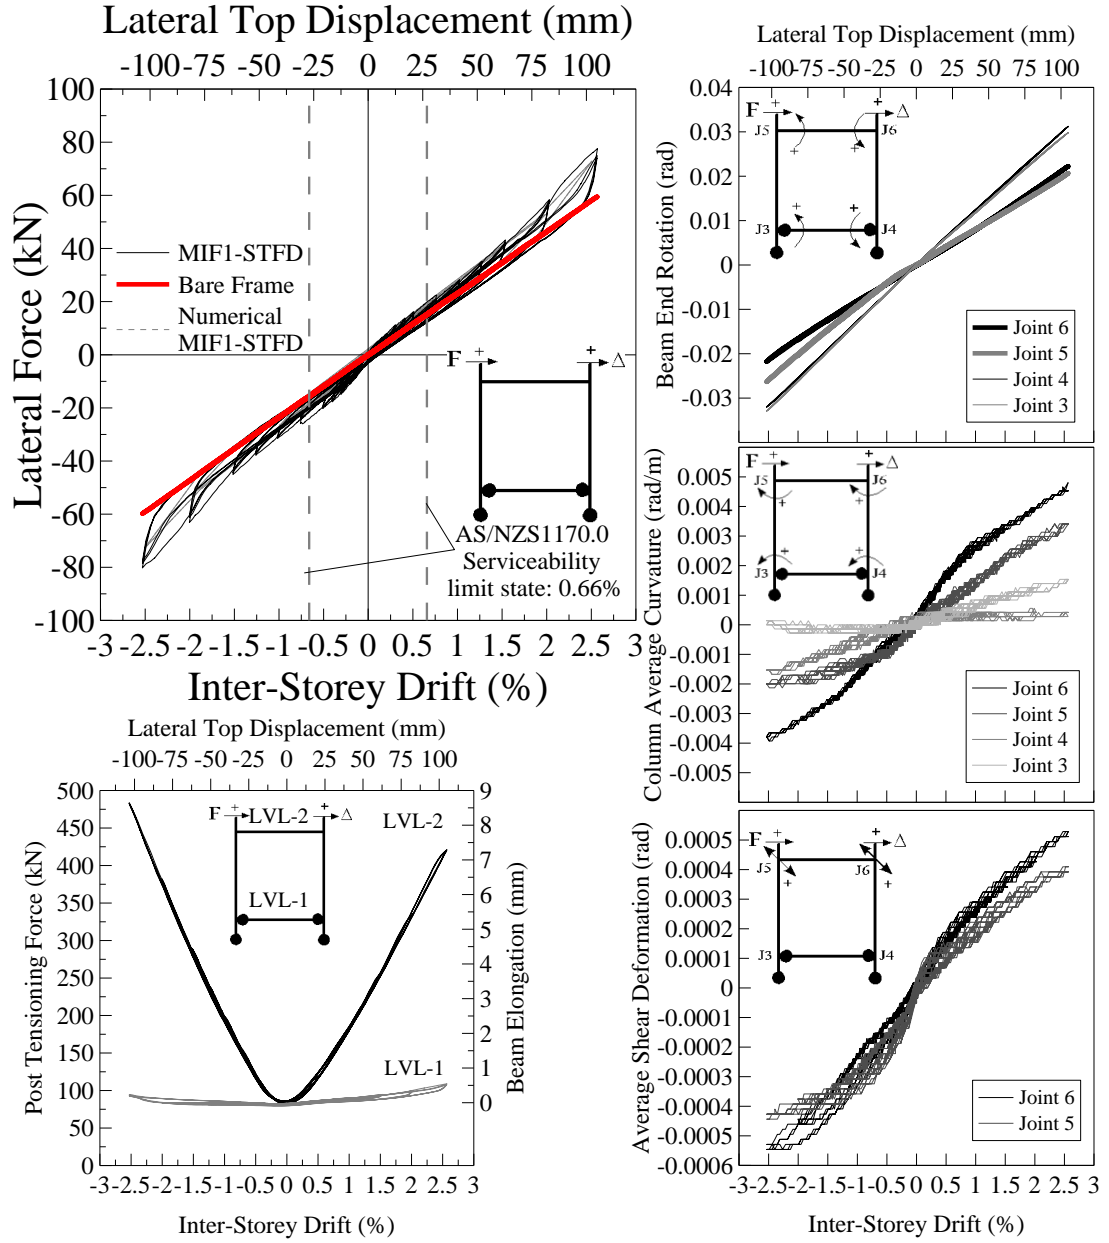 Lateral Top Displacement (mm)
-100 -75 -50 -25 0 25 50 75 100
100
80
60
40
20
0
-20
-40
-60
-80
-100
Lateral Force (kN)
MIF1-STFD
Bare Frame
Numerical
MIF1-STFD
F + + Δ
AS/NZS1170.0
Serviceability
limit state: 0.66%
-3 -2.5 -2 -1.5 -1 -0.5 0 0.5 1 1.5 2 2.5 3
Inter-Storey Drift (%)
Lateral Top Displacement (mm)
-100 -75 -50 -25 0 25 50 75 100
500
450
400
350
300
250
200
150
100
50
0
Post Tensioning Force (kN)
F + LVL-2 + Δ
LVL-1
LVL-2
LVL-1
9
8
7
6
5
4
3
2
1
0
Beam Elongation (mm)
-3 -2.5 -2 -1.5 -1 -0.5 0 0.5 1 1.5 2 2.5 3
Inter-Storey Drift (%)
Lateral Top Displacement (mm)
-100 -75 -50 -25 0 25 50 75 100
0.04
0.03
0.02
0.01
0
-0.01
-0.02
-0.03
Beam End Rotation (rad)
F + + Δ
J5 J6
+ +
+ +
J3 J4
Joint 6
Joint 5
Joint 4
Joint 3
0.005
0.004
0.003
0.002
0.001
0
-0.001
-0.002
-0.003
-0.004
-0.005
Column Average Curvature (rad/m)
F + + Δ
J5 J6
+ +
+ +
J3 J4
Joint 6
Joint 5
Joint 4
Joint 3
0.0005
0.0004
0.0003
0.0002
0.0001
0
-0.0001
-0.0002
-0.0003
-0.0004
-0.0005
-0.0006
Average Shear Deformation (rad)
F + + Δ
J5 J6
+ +
J3 J4
Joint 6
Joint 5
-3 -2.5 -2 -1.5 -1 -0.5 0 0.5 1 1.5 2 2.5 3
Inter-Storey Drift (%)